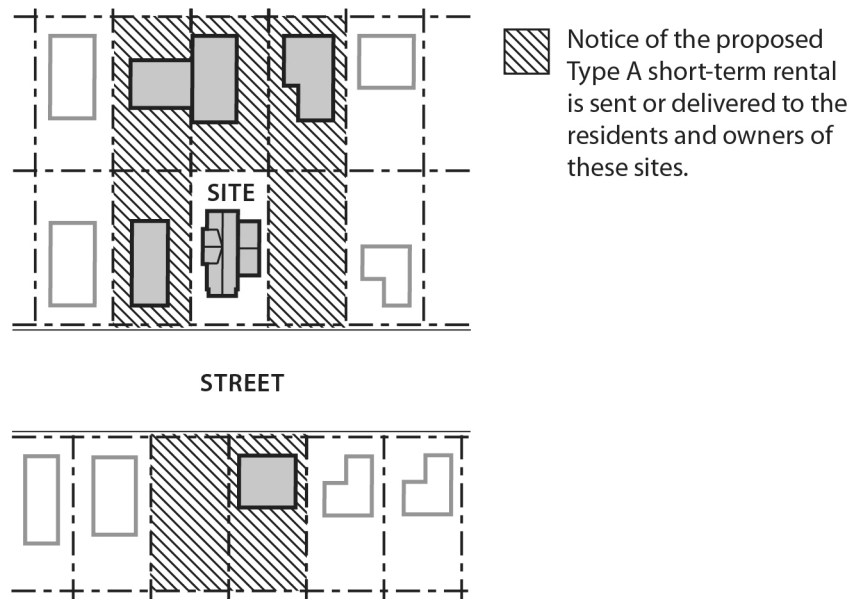 Notice of the proposed
Type A short-term rental
is sent or delivered to the
residents and owners of
these sites.
SITE
STREET